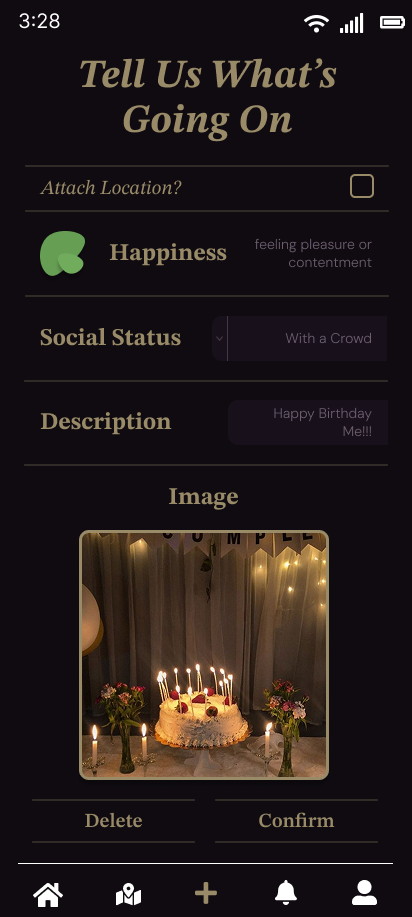 3:28
Tell Us What's
Going On
Attach Location?
Happiness
feeling pleasure or
contentment
Social Status
With a Crowd
Description
Happy Birthday
Me!!!
Image
C U M P L E
Delete
Confirm